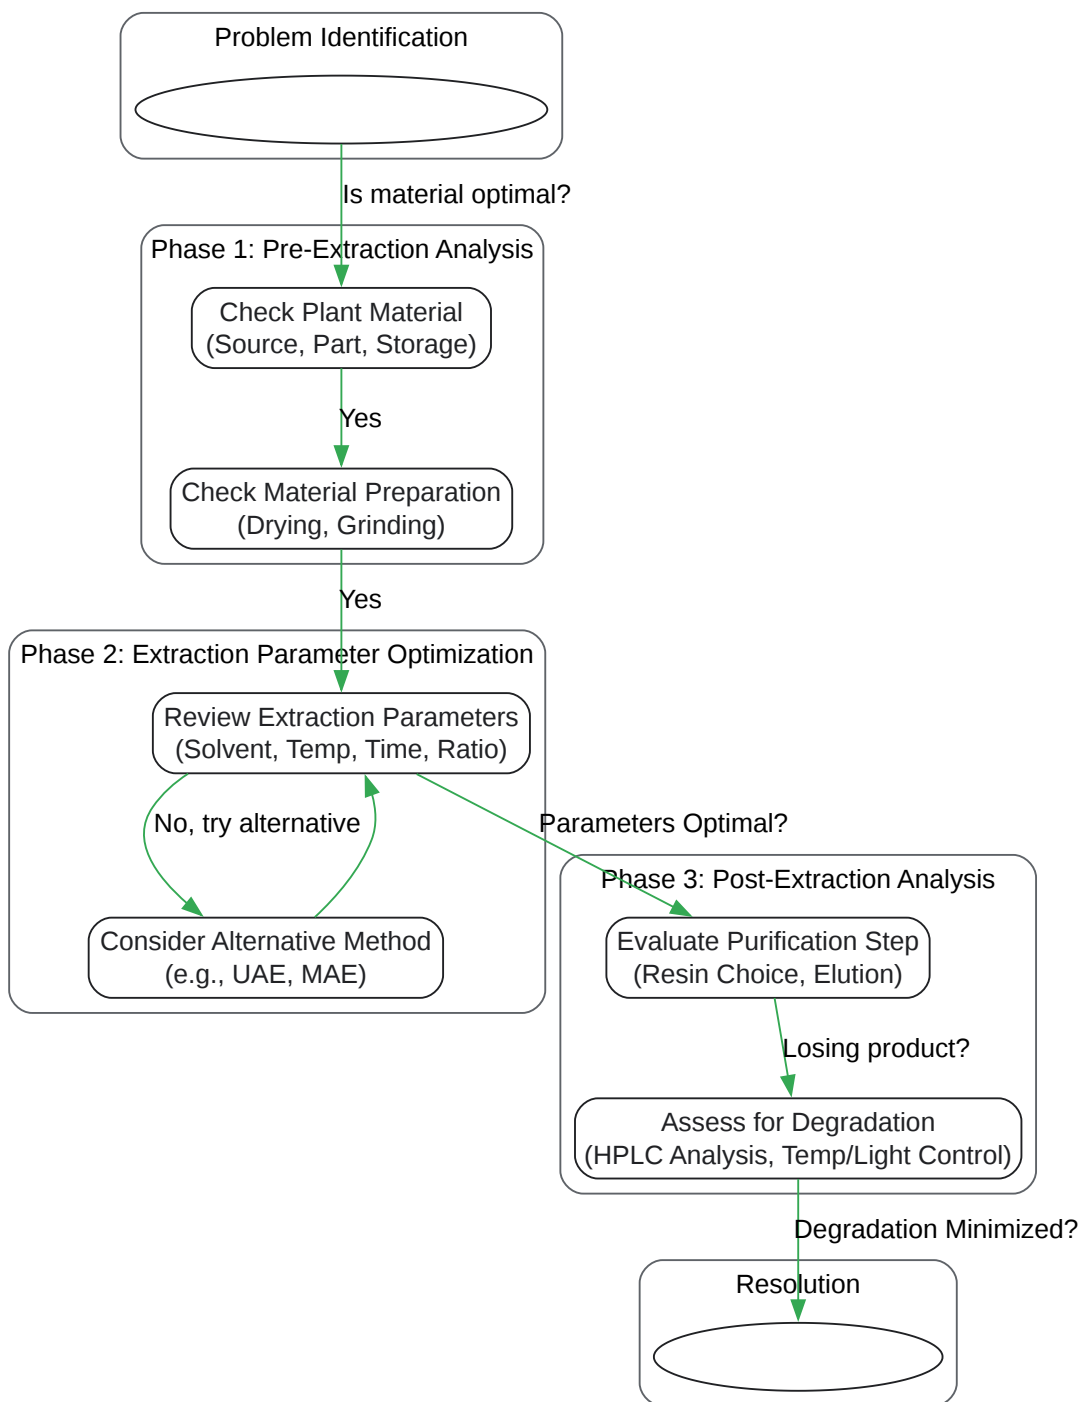 Problem Identification
Is material optimal?
Phase 1: Pre-Extraction Analysis
Check Plant Material
(Source, Part, Storage)
Yes
Check Material Preparation
(Drying, Grinding)
Yes
Phase 2: Extraction Parameter Optimization
Review Extraction Parameters
(Solvent, Temp, Time, Ratio)
No, try alternative
Parameters Optimal?
Consider Alternative Method
(e.g., UAE, MAE)
Phase 3: Post-Extraction Analysis
Evaluate Purification Step
(Resin Choice, Elution)
Losing product?
Assess for Degradation
(HPLC Analysis, Temp/Light Control)
Degradation Minimized?
Resolution